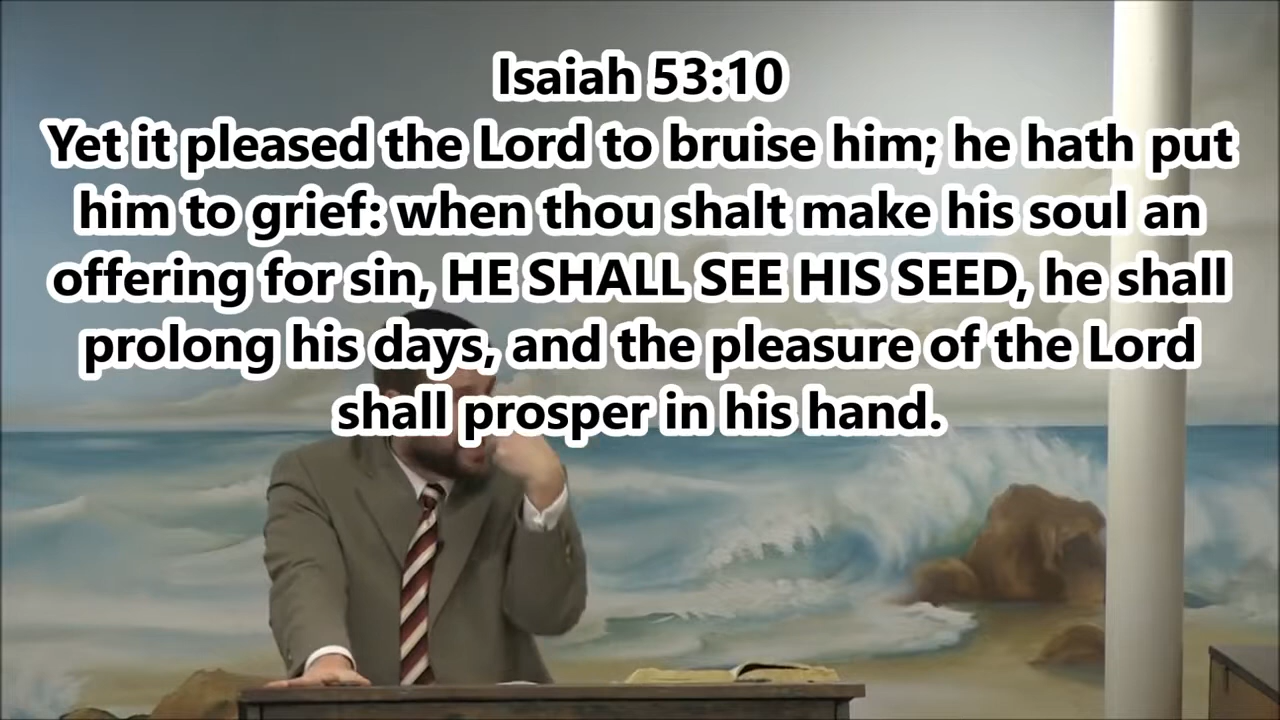 Isaiah 53:10
Yet it pleased the Lord to bruise him; he hath put
him to grief: when thou shalt make his soul an
offering for sin, HE SHALL SEE HIS SEED, he shall
prolong his days, and the pleasure of the Lord
shall prosper in his hand.